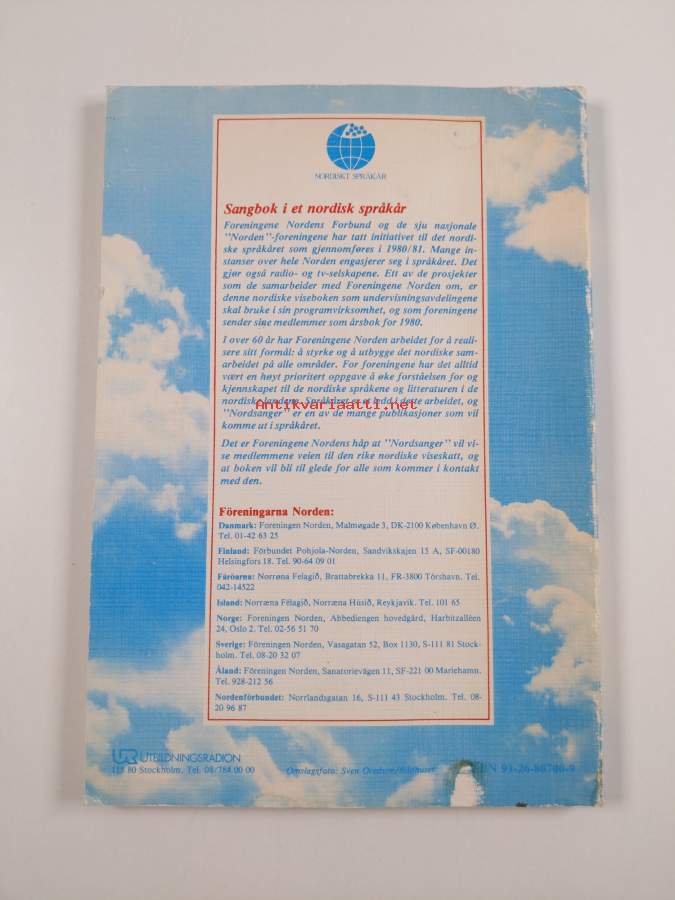 NORDISKT SPRÅKÅR
Sangbok i et nordisk språkår
Foreningene Nordens Forbund og de sju nasjonale
"Norden"-foreningene har tatt initiativet til det nordi-
ske språkåret som gjennomføres i 1980/81. Mange in-
stanser over hele Norden engasjerer seg i språkåret. Det
gjør også radio- og tv-selskapene. Ett av de prosjekter
som de samarbeider med Foreningene Norden om, er
denne nordiske viseboken som undervisningsavdelingene
skal bruke i sin programvirksomhet, og som foreningene
sender sine medlemmer som årsbok for 1980.
I over 60 år har Foreningene Norden arbeidet for å reali-
sere sitt formål: å styrke og å utbygge det nordiske sam-
arbeidet på alle områder. For foreningene har det alltid
vært en høyt prioritert oppgave å øke forståelsen for og
kjennskapet til de nordiske språkene og litteraturen i de
nordiske landene. Språkåret er et ledd i dette arbeidet, og
Antikvariaatti.net
"Nordsanger" er en av de mange publikasjoner som vil
komme ut i språkåret.
Det er Foreningene Nordens håp at "Nordsanger" vil vi-
se medlemmene veien til den rike nordiske viseskatt, og
at boken vil bli til glede for alle som kommer i kontakt
med den.
Föreningarna Norden:
Danmark: Foreningen Norden, Malmøgade 3, DK-2100 København Ø.
Tel. 01-42 63 25
Finland: Förbundet Pohjola-Norden, Sandvikskajen 15 A, SF-00180
Helsingfors 18. Tel. 90-64 09 01
Färöarna: Norrøna Felagið, Brattabrekka 11, FR-3800 Tórshavn. Tel.
042-14522
Island: Norræna Félagið, Norræna Húsið, Reykjavik. Tel. 101 65
Norge: Foreningen Norden, Abbediengen hovedgård, Harbitzalléen
24, Oslo 2. Tel. 02-56 51 70
Sverige: Föreningen Norden, Vasagatan 52, Box 1130, S-111 81 Stock-
holm. Tel. 08-20 32 07
Åland: Föreningen Norden, Sanatorievägen 11, SF-221 00 Mariehamn.
Tel. 928-212 56
Nordenförbundet: Norrlandsgatan 16, S-111 43 Stockholm. Tel. 08-
20 96 87
UR UTBILDNINGSRADION
115 80 Stockholm. Tel. 08/784 00 00
Omslagsfoto: Sven